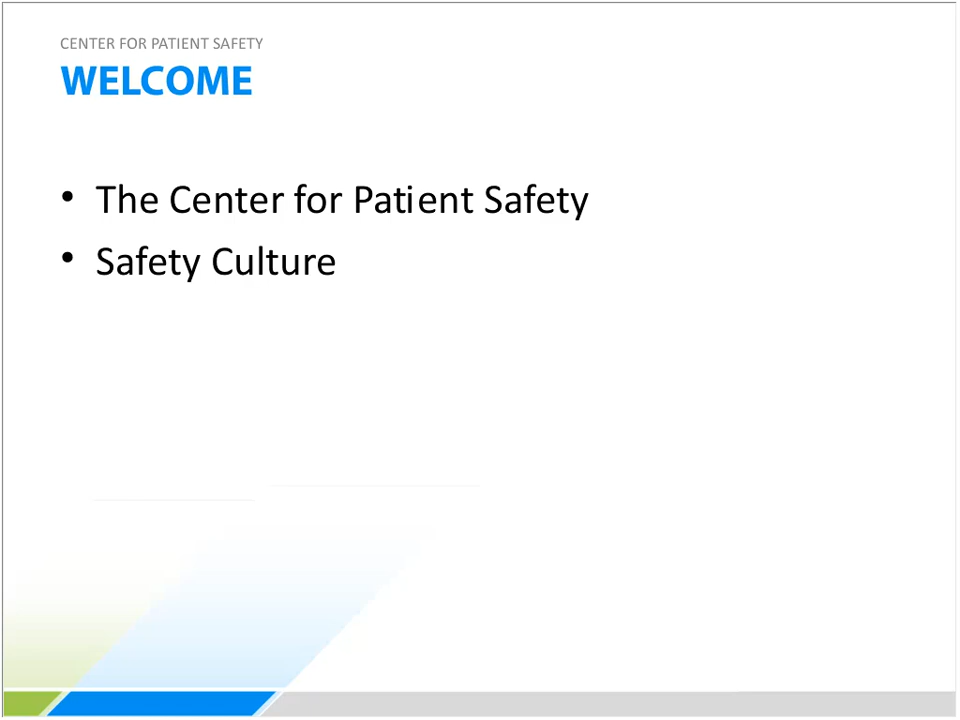 CENTER FOR PATIENT SAFETY
WELCOME
• The Center for Patient Safety
• Safety Culture